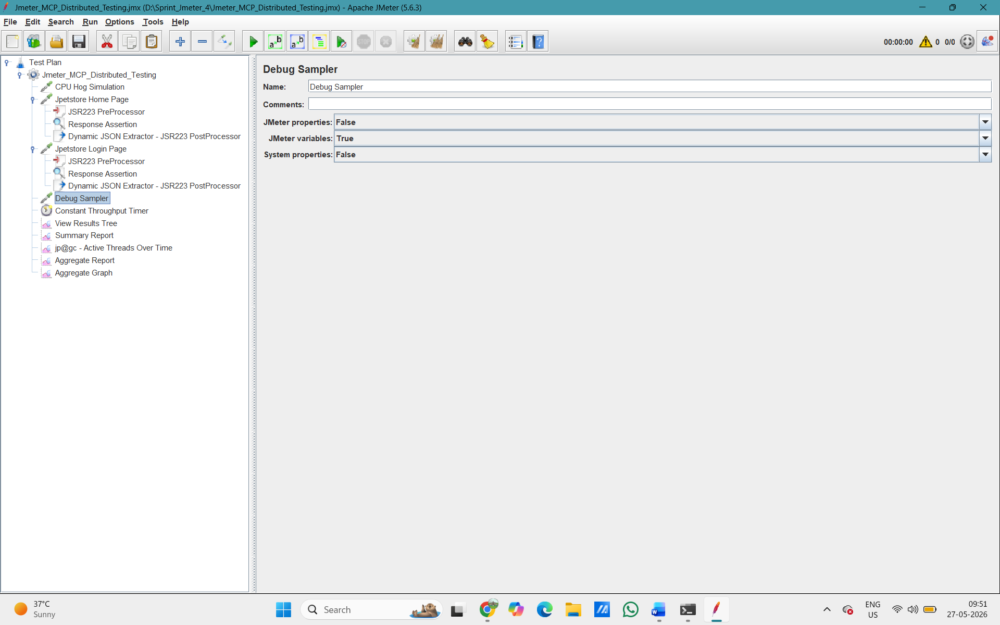 Jmeter_MCP_Distributed_Testing.jmx (D:\Sprint_Jmeter_4\Jmeter_MCP_Distributed_Testing.jmx) - Apache JMeter (5.6.3)
File Edit Search Run Options Tools Help
a b a b STOP ? 00:00:00 0 0/0
Test Plan
Jmeter_MCP_Distributed_Testing
CPU Hog Simulation
Jpetstore Home Page
JSR223 PreProcessor
Response Assertion
Dynamic JSON Extractor - JSR223 PostProcessor
Jpetstore Login Page
JSR223 PreProcessor
Response Assertion
Dynamic JSON Extractor - JSR223 PostProcessor
Debug Sampler
Constant Throughput Timer
View Results Tree
Summary Report
jp@gc - Active Threads Over Time
Aggregate Report
Aggregate Graph
Debug Sampler
Name: Debug Sampler
Comments:
JMeter properties: False
JMeter variables: True
System properties: False
37°C
Sunny
Search
W
ENG
US
09:51
27-05-2026